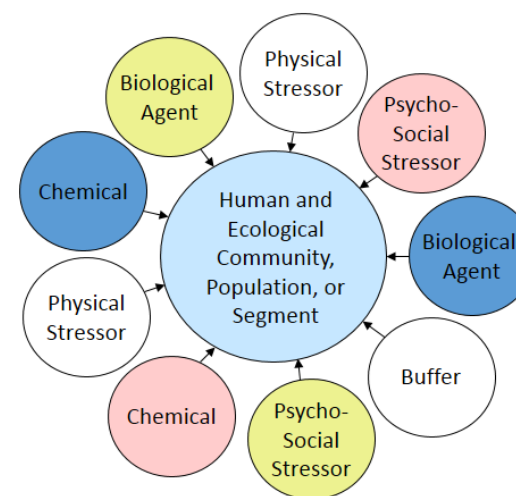 Physical
Stressor
Biological
Agent
Psycho-
Social
Stressor
Chemical
Human and
Ecological
Community,
Population, or
Segment
Biological
Agent
Physical
Stressor
Buffer
Chemical
Psycho-
Social
Stressor